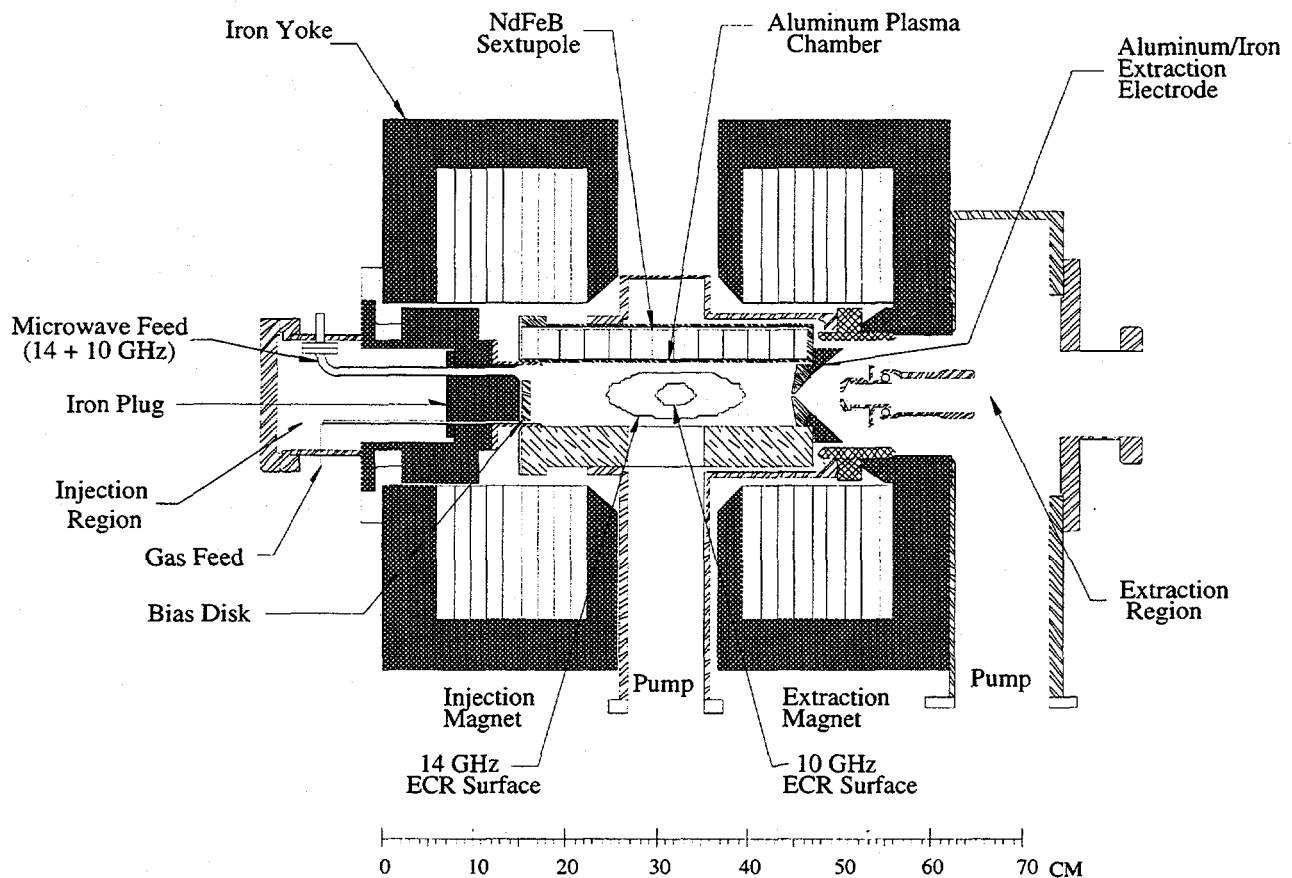 Iron Yoke
NdFeB
Sextupole
Aluminum Plasma
Chamber
Aluminum/Iron
Extraction
Electrode
Microwave Feed
(14 + 10 GHz)
Iron Plug
Injection
Region
Gas Feed
Bias Disk
Extraction
Region
Pump
Pump
Injection
Magnet
Extraction
Magnet
14 GHz
ECR Surface
10 GHz
ECR Surface
0 10 20 30 40 50 60 70 CM